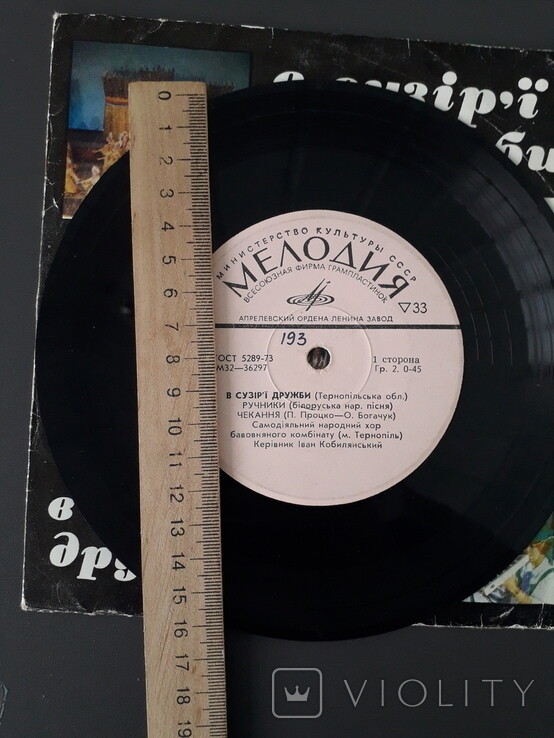 в сузір'ї
МИНИСТЕРСТВО КУЛЬТУРЫ СССР
МЕЛОДИЯ
ВСЕСОЮЗНАЯ ФИРМА ГРАМПЛАСТИНОК
33
АПРЕЛЕВСКИЙ ОРДЕНА ЛЕНИНА ЗАВОД
193
ГОСТ 5289-73
М32—36297
1 сторона
Гр. 2. 0-45
В СУЗІР'Ї ДРУЖБИ (Тернопільська обл.)
РУЧНИКИ (білоруська нар. пісня)
ЧЕКАННЯ (П. Процко—О. Богачук)
Самодіяльний народний хор
бавовняного комбінату (м. Тернопіль)
Керівник Іван Кобилянський
в
0
1
2
3
4
5
6
7
8
9
10
11
12
13
14
15
16
17
18
19
VIOLITY